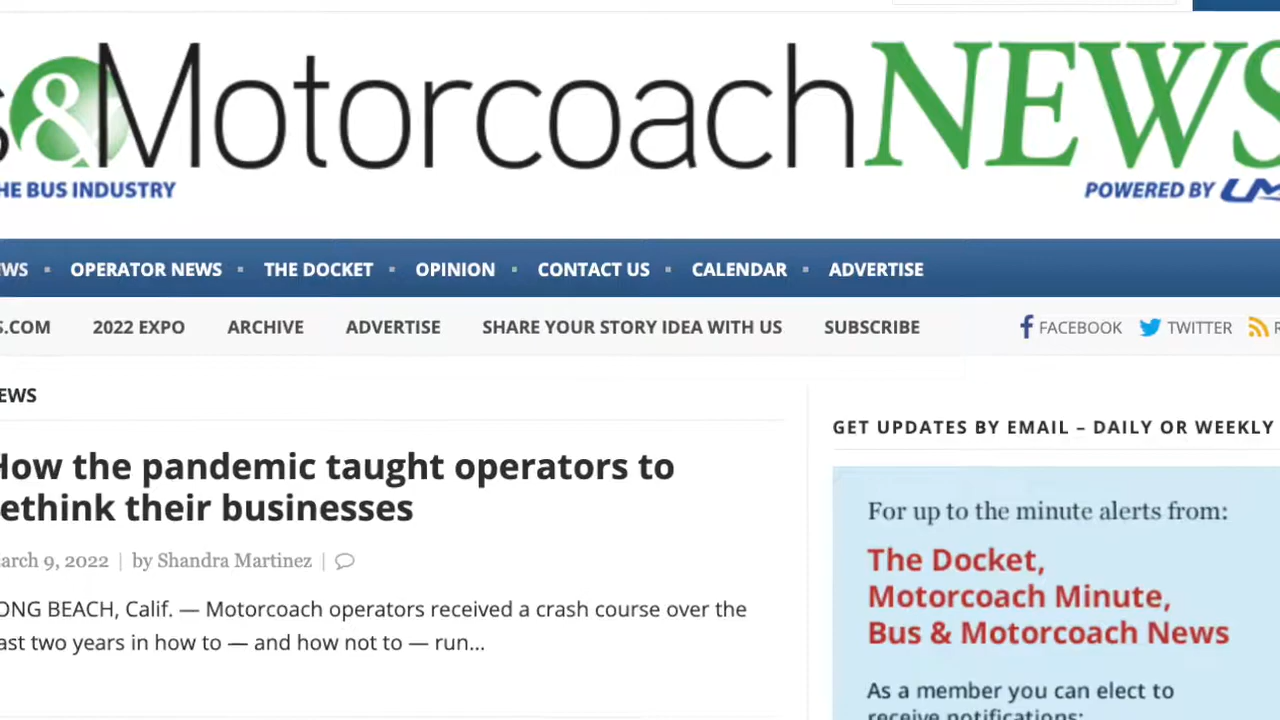 &MotorcoachNEWS
THE BUS INDUSTRY
POWERED BY
OPERATOR NEWS THE DOCKET OPINION CONTACT US CALENDAR ADVERTISE
S.COM 2022 EXPO ARCHIVE ADVERTISE SHARE YOUR STORY IDEA WITH US SUBSCRIBE FACEBOOK TWITTER
EWS
GET UPDATES BY EMAIL – DAILY OR WEEKLY
How the pandemic taught operators to
ethink their businesses
arch 9, 2022 | by Shandra Martinez |
ONG BEACH, Calif. — Motorcoach operators received a crash course over the
ast two years in how to — and how not to — run...
For up to the minute alerts from:
The Docket,
Motorcoach Minute,
Bus & Motorcoach News
As a member you can elect to
receive notifications: